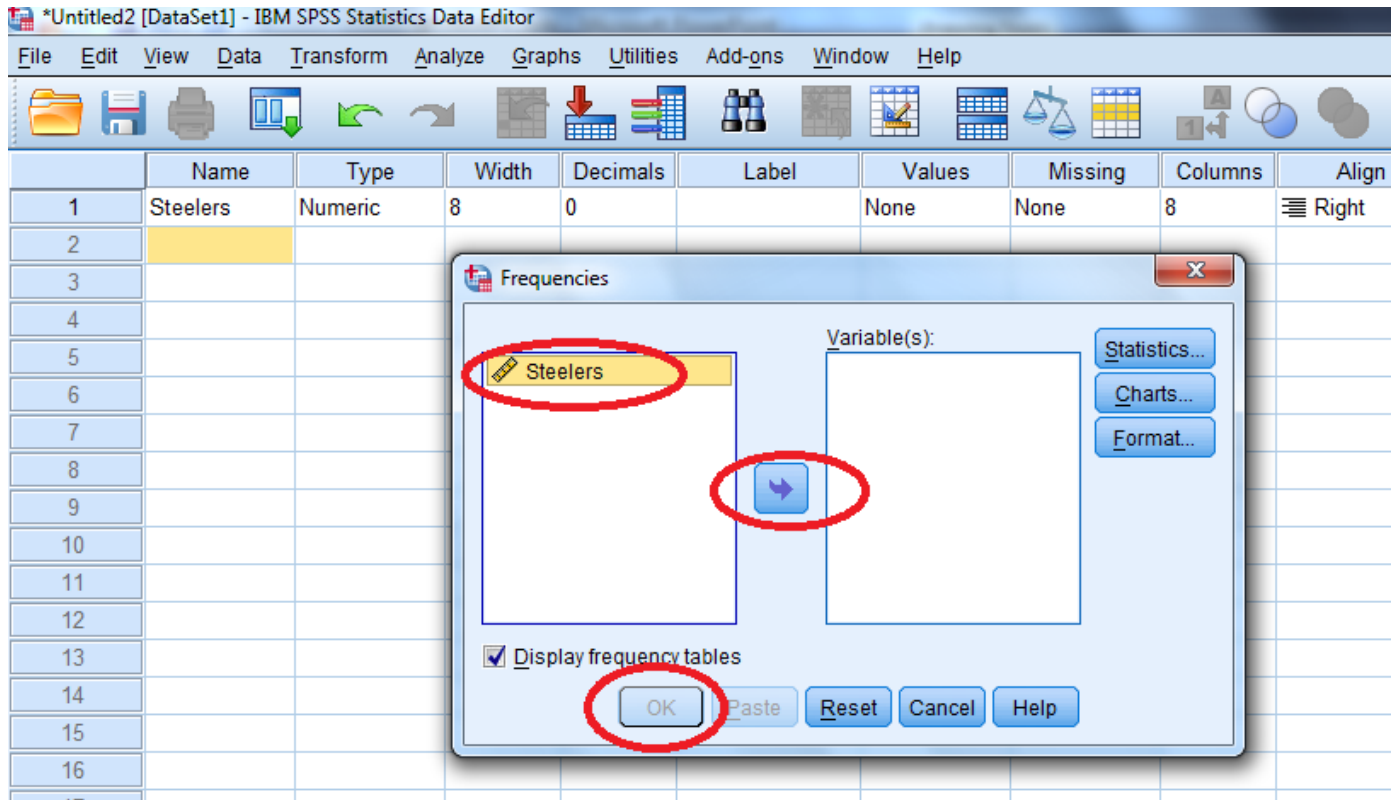 *Untitled2 [DataSet1] - IBM SPSS Statistics Data Editor
File Edit View Data Transform Analyze Graphs Utilities Add-ons Window Help
Name Type Width Decimals Label Values Missing Columns Align
1 Steelers Numeric 8 0 None None 8 Right
2
3
4
5
6
7
8
9
10
11
12
13
14
15
16
Frequencies
Variable(s):
Steelers
Statistics...
Charts...
Format...
Display frequency tables
OK Paste Reset Cancel Help